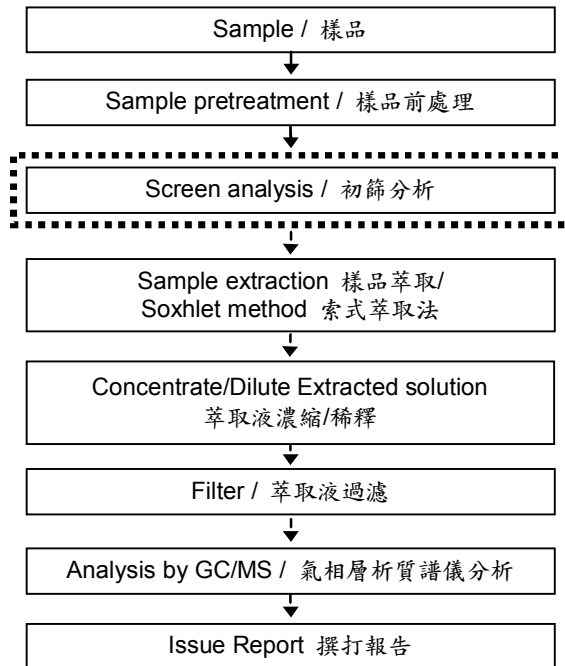 Sample / 樣品
Sample pretreatment / 樣品前處理
Screen analysis / 初篩分析
Sample extraction 樣品萃取/
Soxhlet method 索式萃取法
Concentrate/Dilute Extracted solution
萃取液濃縮/稀釋
Filter / 萃取液過濾
Analysis by GC/MS / 氣相層析質譜儀分析
Issue Report 撰打報告